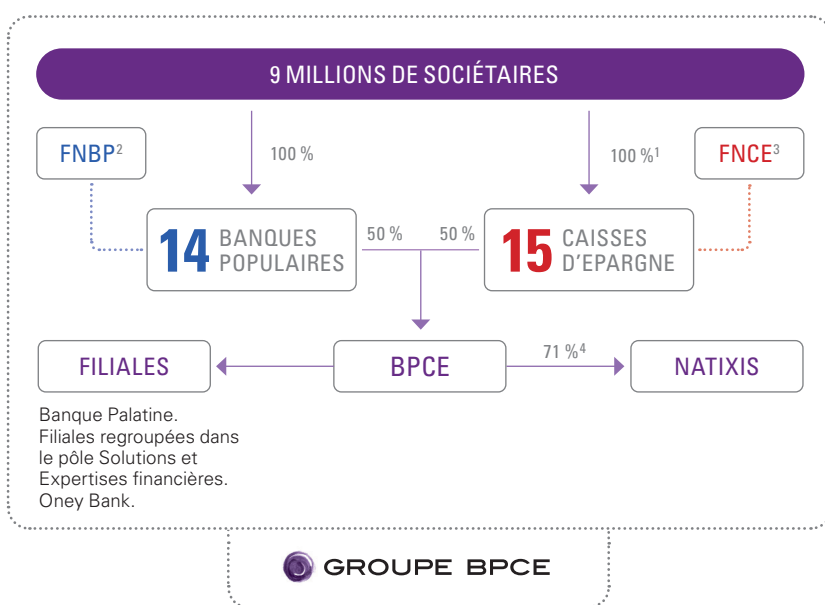 9 MILLIONS DE SOCIÉTAIRES
FNBP²
100 %
100 %¹
FNCE³
14 BANQUES
POPULAIRES
50 %
50 %
15 CAISSES
D'EPARGNE
FILIALES
BPCE
71 %⁴
NATIXIS
Banque Palatine.
Filiales regroupées dans
le pôle Solutions et
Expertises financières.
Oney Bank.
GROUPE BPCE